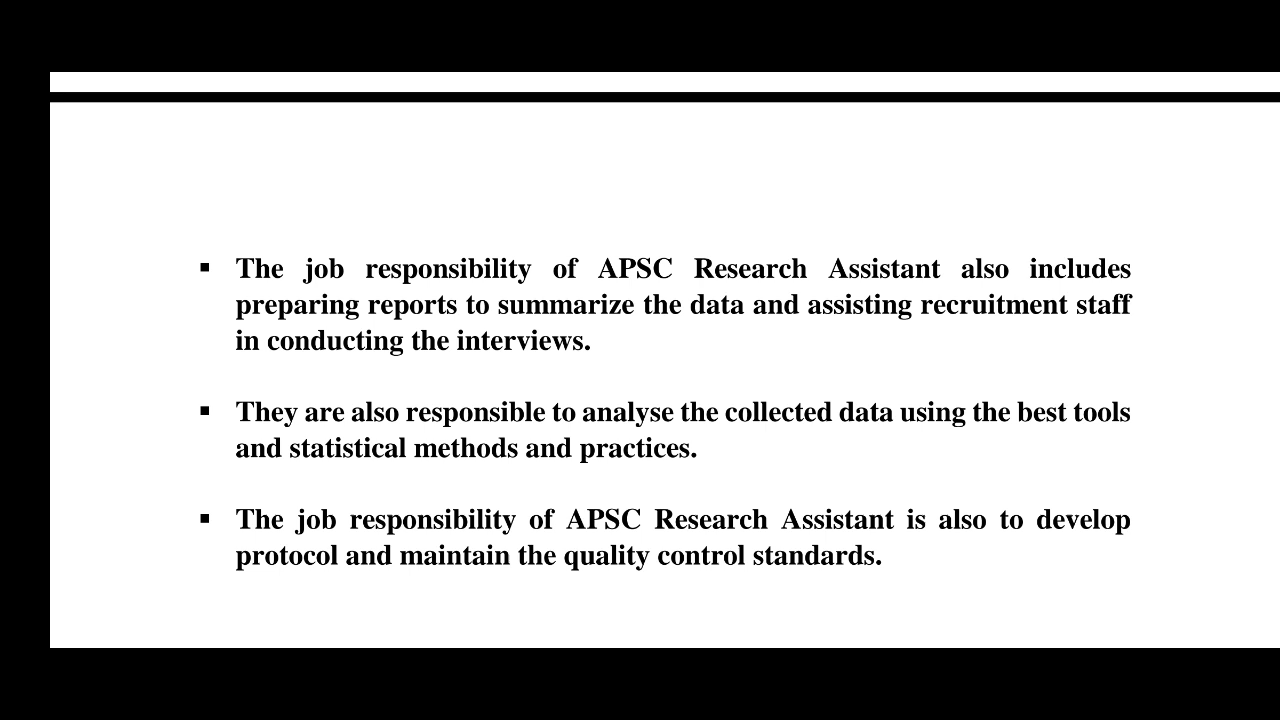 ▪ The job responsibility of APSC Research Assistant also includes
preparing reports to summarize the data and assisting recruitment staff
in conducting the interviews.
▪ They are also responsible to analyse the collected data using the best tools
and statistical methods and practices.
▪ The job responsibility of APSC Research Assistant is also to develop
protocol and maintain the quality control standards.